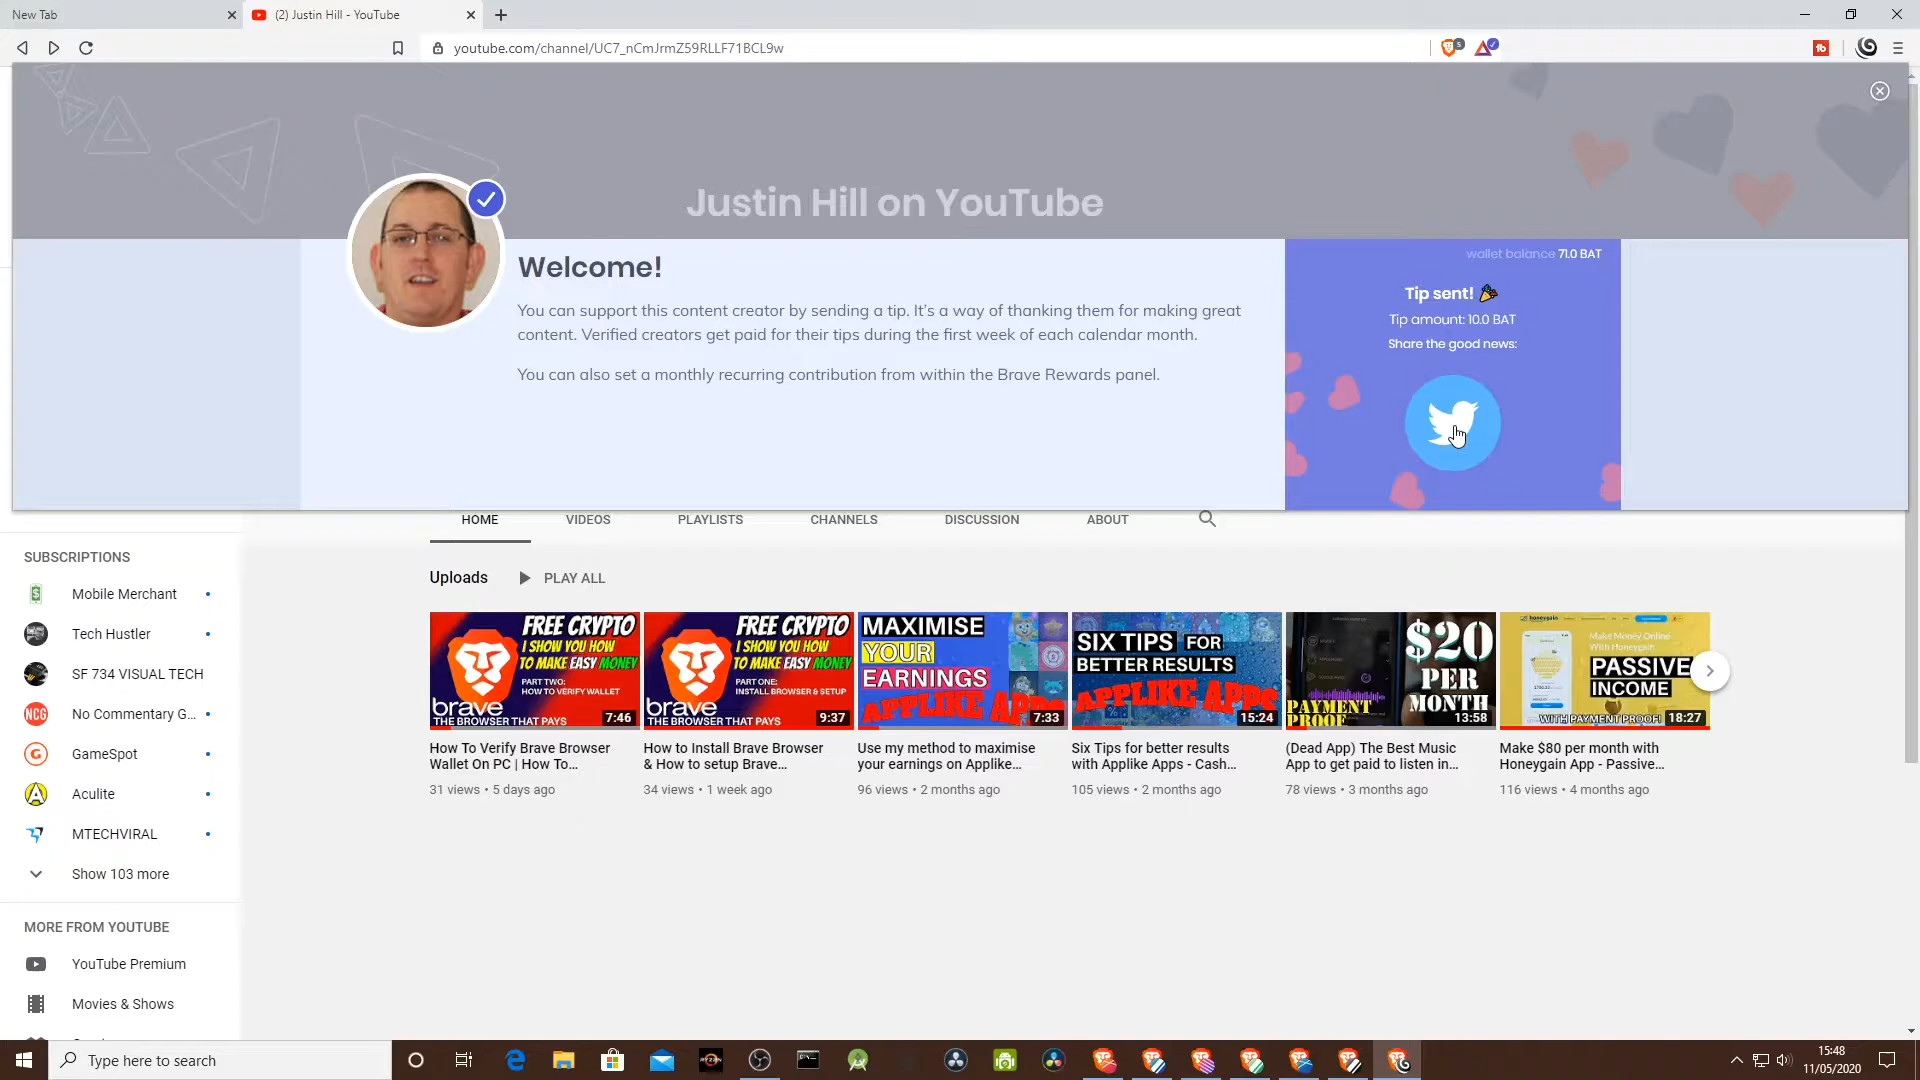 New Tab
(2) Justin Hill - YouTube
youtube.com/channel/UC7_nCmJrmZ59RLLF71BCL9w
5
Justin Hill on YouTube
Welcome!
You can support this content creator by sending a tip. It's a way of thanking them for making great
content. Verified creators get paid for their tips during the first week of each calendar month.
You can also set a monthly recurring contribution from within the Brave Rewards panel.
wallet balance 71.0 BAT
Tip sent! 🎉
Tip amount: 10.0 BAT
Share the good news:
HOME
VIDEOS
PLAYLISTS
CHANNELS
DISCUSSION
ABOUT
SUBSCRIPTIONS
Mobile Merchant
Tech Hustler
SF 734 VISUAL TECH
No Commentary G...
GameSpot
Aculite
MTECHVIRAL
Show 103 more
MORE FROM YOUTUBE
YouTube Premium
Movies & Shows
Uploads
PLAY ALL
FREE CRYPTO
I SHOW YOU HOW
TO MAKE EASY MONEY
PART TWO:
HOW TO VERIFY WALLET
brave
THE BROWSER THAT PAYS
7:46
How To Verify Brave Browser
Wallet On PC | How To...
31 views • 5 days ago
FREE CRYPTO
I SHOW YOU HOW
TO MAKE EASY MONEY
PART ONE:
INSTALL BROWSER & SETUP
brave
THE BROWSER THAT PAYS
9:37
How to Install Brave Browser
& How to setup Brave...
34 views • 1 week ago
MAXIMISE
YOUR
EARNINGS
APPLIKE APPS
7:33
Use my method to maximise
your earnings on Applike...
96 views • 2 months ago
SIX TIPS FOR
BETTER RESULTS
APPLIKE APPS
15:24
Six Tips for better results
with Applike Apps - Cash...
105 views • 2 months ago
$20
PER
MONTH
PAYMENT
PROOF
13:58
(Dead App) The Best Music
App to get paid to listen in...
78 views • 3 months ago
honeygain
Make Money Online
With Honeygain
PASSIVE
INCOME
WITH PAYMENT PROOF!
18:27
Make $80 per month with
Honeygain App - Passive...
116 views • 4 months ago
Type here to search
RYZEN
15:48
11/05/2020